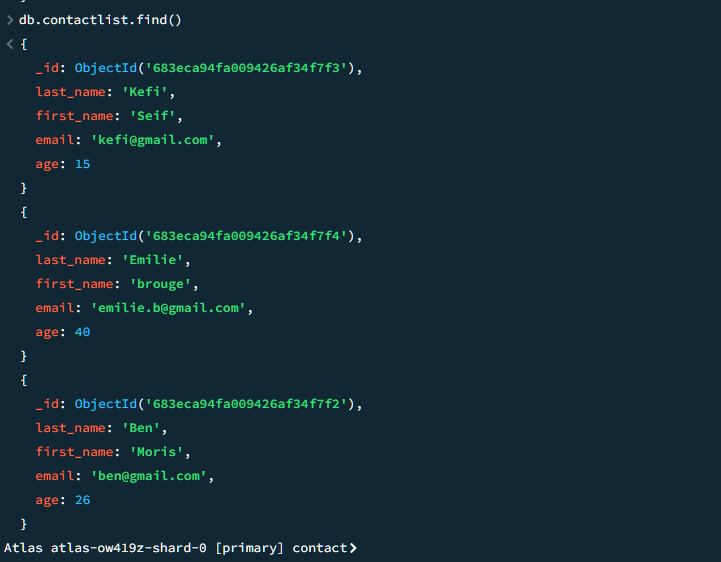 }
> db.contactlist.find()
< {
_id: ObjectId('683eca94fa009426af34f7f3'),
last_name: 'Kefi',
first_name: 'Seif',
email: 'kefi@gmail.com',
age: 15
}
{
_id: ObjectId('683eca94fa009426af34f7f4'),
last_name: 'Emilie',
first_name: 'brouge',
email: 'emilie.b@gmail.com',
age: 40
}
{
_id: ObjectId('683eca94fa009426af34f7f2'),
last_name: 'Ben',
first_name: 'Moris',
email: 'ben@gmail.com',
age: 26
}
Atlas atlas-ow419z-shard-0 [primary] contact>